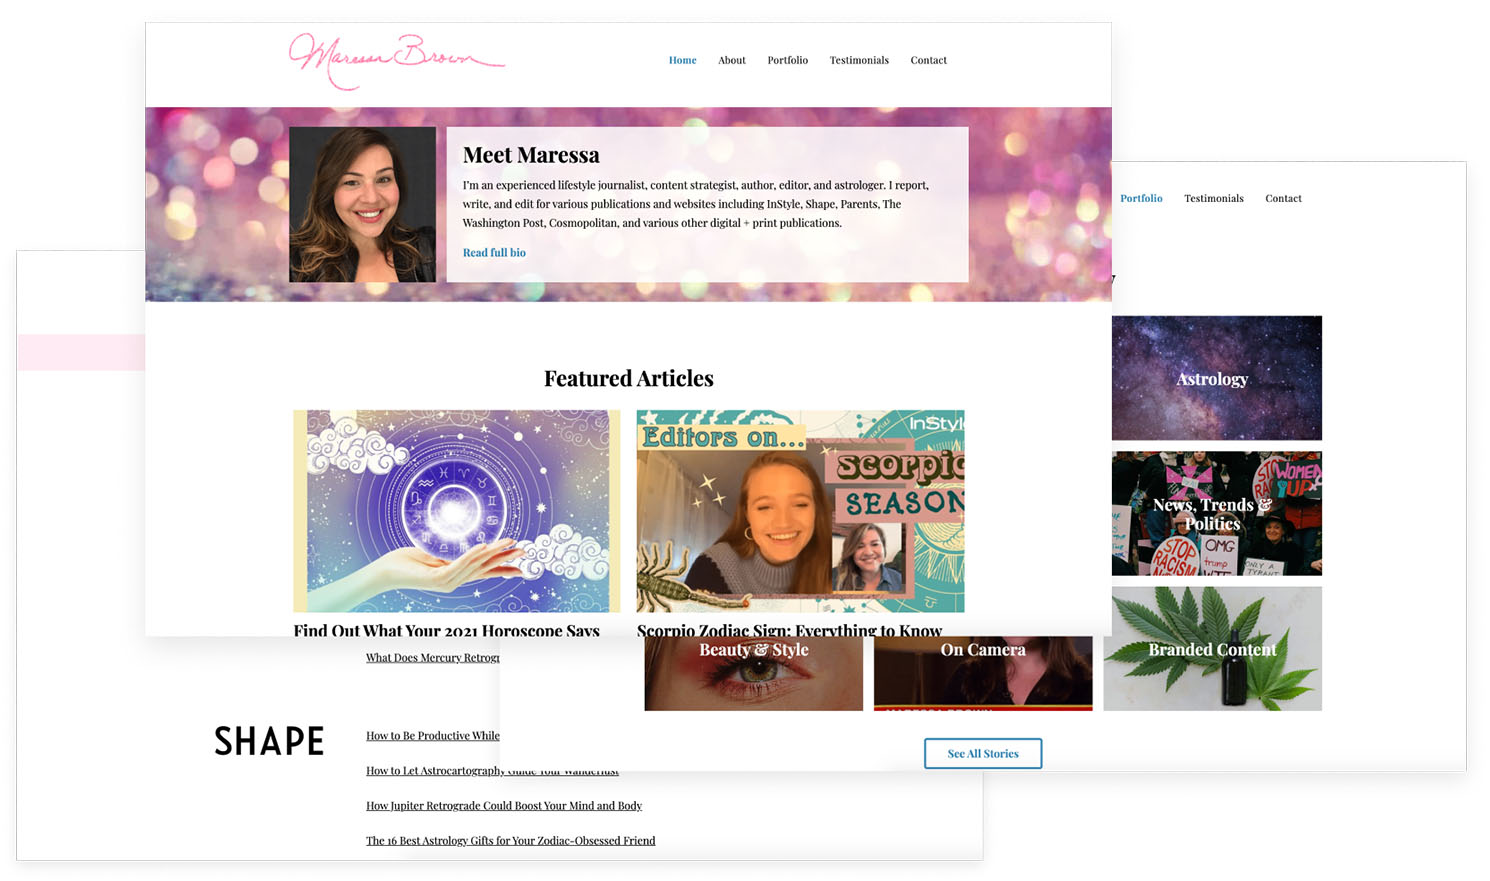 Maressa Brown
Home About Portfolio Testimonials Contact
Meet Maressa
I'm an experienced lifestyle journalist, content strategist, author, editor, and astrologer. I report,
write, and edit for various publications and websites including InStyle, Shape, Parents, The
Washington Post, Cosmopolitan, and various other digital + print publications.
Read full bio
Featured Articles
Editors on...
InStyle
scorpio
SEASON
Find Out What Your 2021 Horoscope Says
Scorpio Zodiac Sign: Everything to Know
Portfolio Testimonials Contact
y
Astrology
News, Trends &
Politics
WOMEN
UP
STOP
RACISM
OMG
trump
ONLY A
TYRANT
Beauty & Style
On Camera
MARESSA BROWN
Branded Content
See All Stories
What Does Mercury Retrogr
SHAPE
How to Be Productive While
How to Let Astrocartography Guide Your Wanderlust
How Jupiter Retrograde Could Boost Your Mind and Body
The 16 Best Astrology Gifts for Your Zodiac-Obsessed Friend